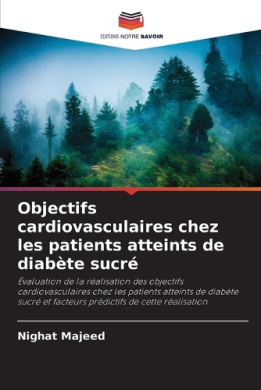 EDITIONS NOTRE SAVOIR
Objectifs
cardiovasculaires chez
les patients atteints de
diabète sucré
Évaluation de la réalisation des objectifs
cardiovasculaires chez les patients atteints de diabète
sucré et facteurs prédictifs de cette réalisation
Nighat Majeed